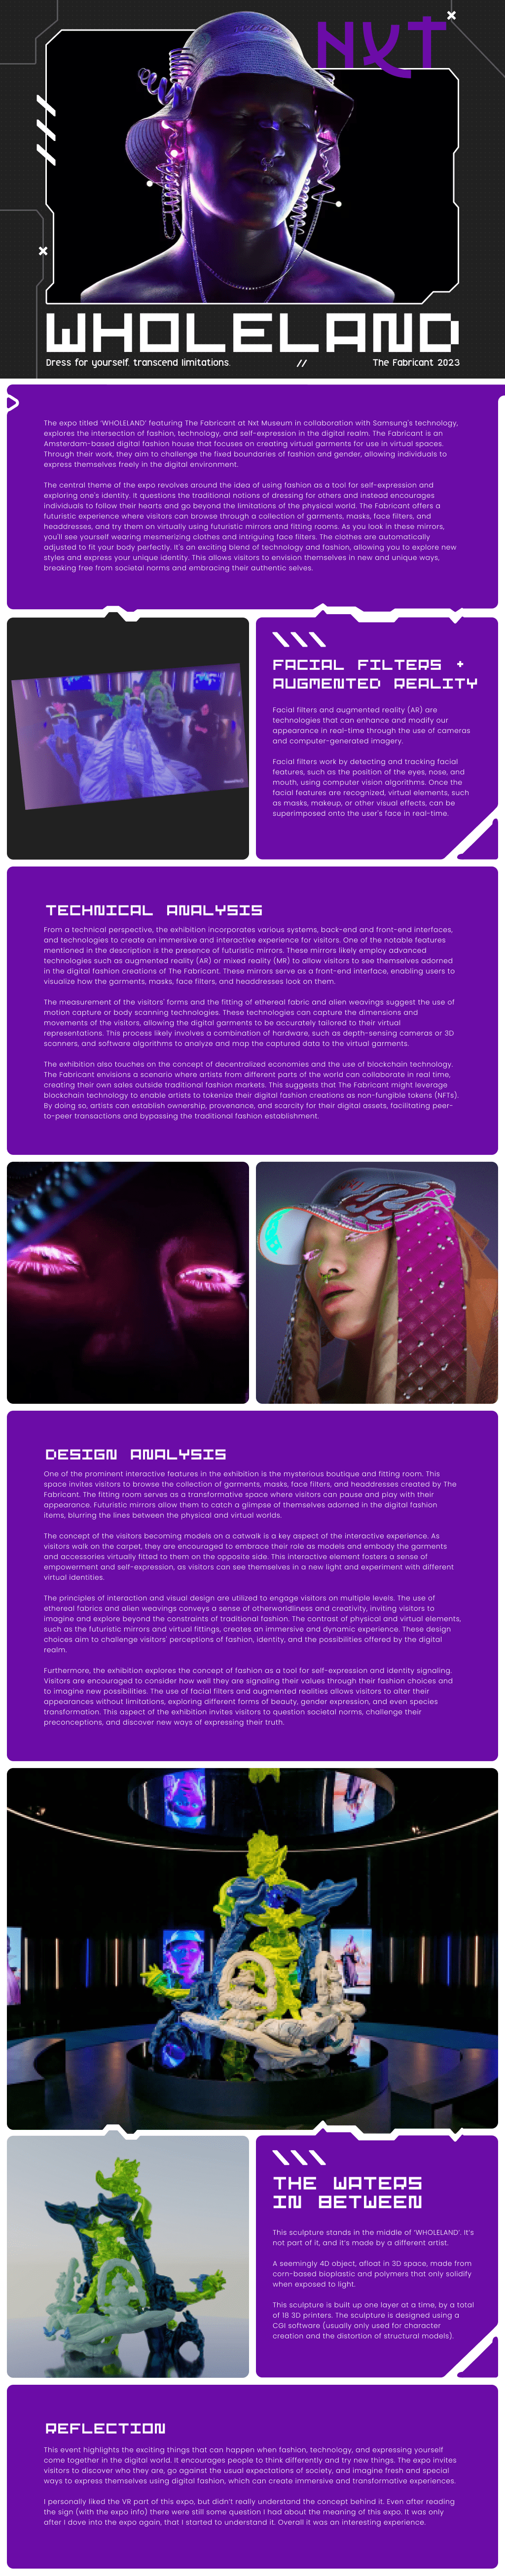 NXT
WHOLELAND
Dress for yourself, transcend limitations. // The Fabricant 2023
The expo titled 'WHOLELAND' featuring The Fabricant at Nxt Museum in collaboration with Samsung's technology,
explores the intersection of fashion, technology, and self-expression in the digital realm. The Fabricant is an
Amsterdam-based digital fashion house that focuses on creating virtual garments for use in virtual spaces.
Through their work, they aim to challenge the fixed boundaries of fashion and gender, allowing individuals to
express themselves freely in the digital environment.
The central theme of the expo revolves around the idea of using fashion as a tool for self-expression and
exploring one's identity. It questions the traditional notions of dressing for others and instead encourages
individuals to follow their hearts and go beyond the limitations of the physical world. The Fabricant offers a
futuristic experience where visitors can browse through a collection of garments, masks, face filters, and
headdresses, and try them on virtually using futuristic mirrors and fitting rooms. As you look in these mirrors,
you'll see yourself wearing mesmerizing clothes and intriguing face filters. The clothes are automatically
adjusted to fit your body perfectly. It's an exciting blend of technology and fashion, allowing you to explore new
styles and express your unique identity. This allows visitors to envision themselves in new and unique ways,
breaking free from societal norms and embracing their authentic selves.
FACIAL FILTERS +
AUGMENTED REALITY
Facial filters and augmented reality (AR) are
technologies that can enhance and modify our
appearance in real-time through the use of cameras
and computer-generated imagery.
Facial filters work by detecting and tracking facial
features, such as the position of the eyes, nose, and
mouth, using computer vision algorithms. Once the
facial features are recognized, virtual elements, such
as masks, makeup, or other visual effects, can be
superimposed onto the user's face in real-time.
TECHNICAL ANALYSIS
From a technical perspective, the exhibition incorporates various systems, back-end and front-end interfaces,
and technologies to create an immersive and interactive experience for visitors. One of the notable features
mentioned in the description is the presence of futuristic mirrors. These mirrors likely employ advanced
technologies such as augmented reality (AR) or mixed reality (MR) to allow visitors to see themselves adorned
in the digital fashion creations of The Fabricant. These mirrors serve as a front-end interface, enabling users to
visualize how the garments, masks, face filters, and headdresses look on them.
The measurement of the visitors' forms and the fitting of ethereal fabric and alien weavings suggest the use of
motion capture or body scanning technologies. These technologies can capture the dimensions and
movements of the visitors, allowing the digital garments to be accurately tailored to their virtual
representations. This process likely involves a combination of hardware, such as depth-sensing cameras or 3D
scanners, and software algorithms to analyze and map the captured data to the virtual garments.
The exhibition also touches on the concept of decentralized economies and the use of blockchain technology.
The Fabricant envisions a scenario where artists from different parts of the world can collaborate in real time,
creating their own sales outside traditional fashion markets. This suggests that The Fabricant might leverage
blockchain technology to enable artists to tokenize their digital fashion creations as non-fungible tokens (NFTs).
By doing so, artists can establish ownership, provenance, and scarcity for their digital assets, facilitating peer-
to-peer transactions and bypassing the traditional fashion establishment.
DESIGN ANALYSIS
One of the prominent interactive features in the exhibition is the mysterious boutique and fitting room. This
space invites visitors to browse the collection of garments, masks, face filters, and headdresses created by The
Fabricant. The fitting room serves as a transformative space where visitors can pause and play with their
appearance. Futuristic mirrors allow them to catch a glimpse of themselves adorned in the digital fashion
items, blurring the lines between the physical and virtual worlds.
The concept of the visitors becoming models on a catwalk is a key aspect of the interactive experience. As
visitors walk on the carpet, they are encouraged to embrace their role as models and embody the garments
and accessories virtually fitted to them on the opposite side. This interactive element fosters a sense of
empowerment and self-expression, as visitors can see themselves in a new light and experiment with different
virtual identities.
The principles of interaction and visual design are utilized to engage visitors on multiple levels. The use of
ethereal fabrics and alien weavings conveys a sense of otherworldliness and creativity, inviting visitors to
imagine and explore beyond the constraints of traditional fashion. The contrast of physical and virtual elements,
such as the futuristic mirrors and virtual fittings, creates an immersive and dynamic experience. These design
choices aim to challenge visitors' perceptions of fashion, identity, and the possibilities offered by the digital
realm.
Furthermore, the exhibition explores the concept of fashion as a tool for self-expression and identity signaling.
Visitors are encouraged to consider how well they are signaling their values through their fashion choices and
to imagine new possibilities. The use of facial filters and augmented realities allows visitors to alter their
appearances without limitations, exploring different forms of beauty, gender expression, and even species
transformation. This aspect of the exhibition invites visitors to question societal norms, challenge their
preconceptions, and discover new ways of expressing their truth.
THE WATERS
IN BETWEEN
This sculpture stands in the middle of 'WHOLELAND'. It's
not part of it, and it's made by a different artist.
A seemingly 4D object, afloat in 3D space, made from
corn-based bioplastic and polymers that only solidify
when exposed to light.
This sculpture is built up one layer at a time, by a total
of 18 3D printers. The sculpture is designed using a
CGI software (usually only used for character
creation and the distortion of structural models).
REFLECTION
This event highlights the exciting things that can happen when fashion, technology, and expressing yourself
come together in the digital world. It encourages people to think differently and try new things. The expo invites
visitors to discover who they are, go against the usual expectations of society, and imagine fresh and special
ways to express themselves using digital fashion, which can create immersive and transformative experiences.
I personally liked the VR part of this expo, but didn't really understand the concept behind it. Even after reading
the sign (with the expo info) there were still some question I had about the meaning of this expo. It was only
after I dove into the expo again, that I started to understand it. Overall it was an interesting experience.